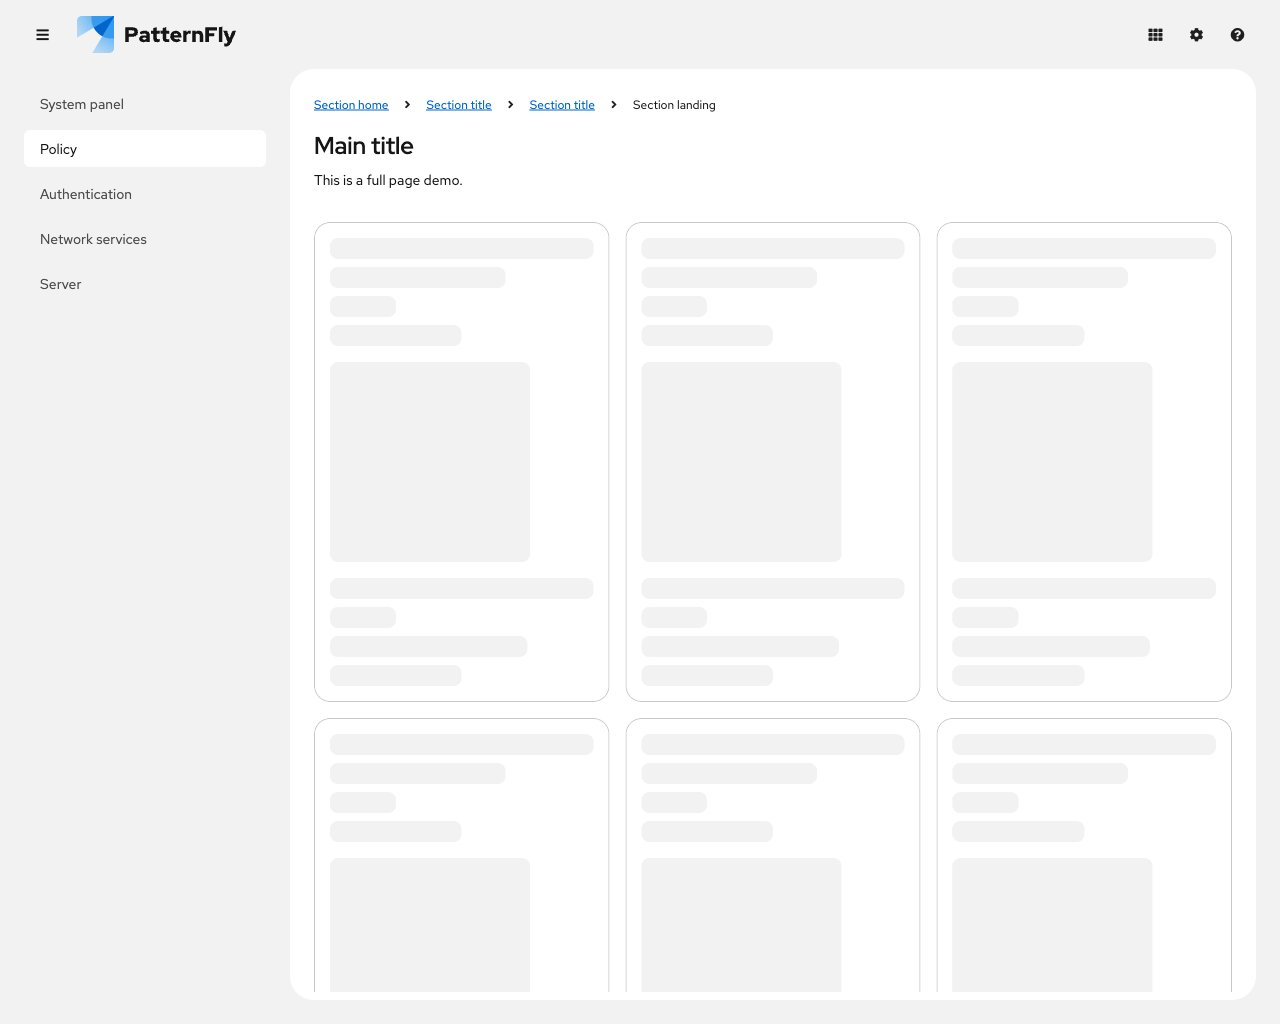 PatternFly
System panel
Policy
Authentication
Network services
Server
Section home Section title Section title Section landing
Main title
This is a full page demo.